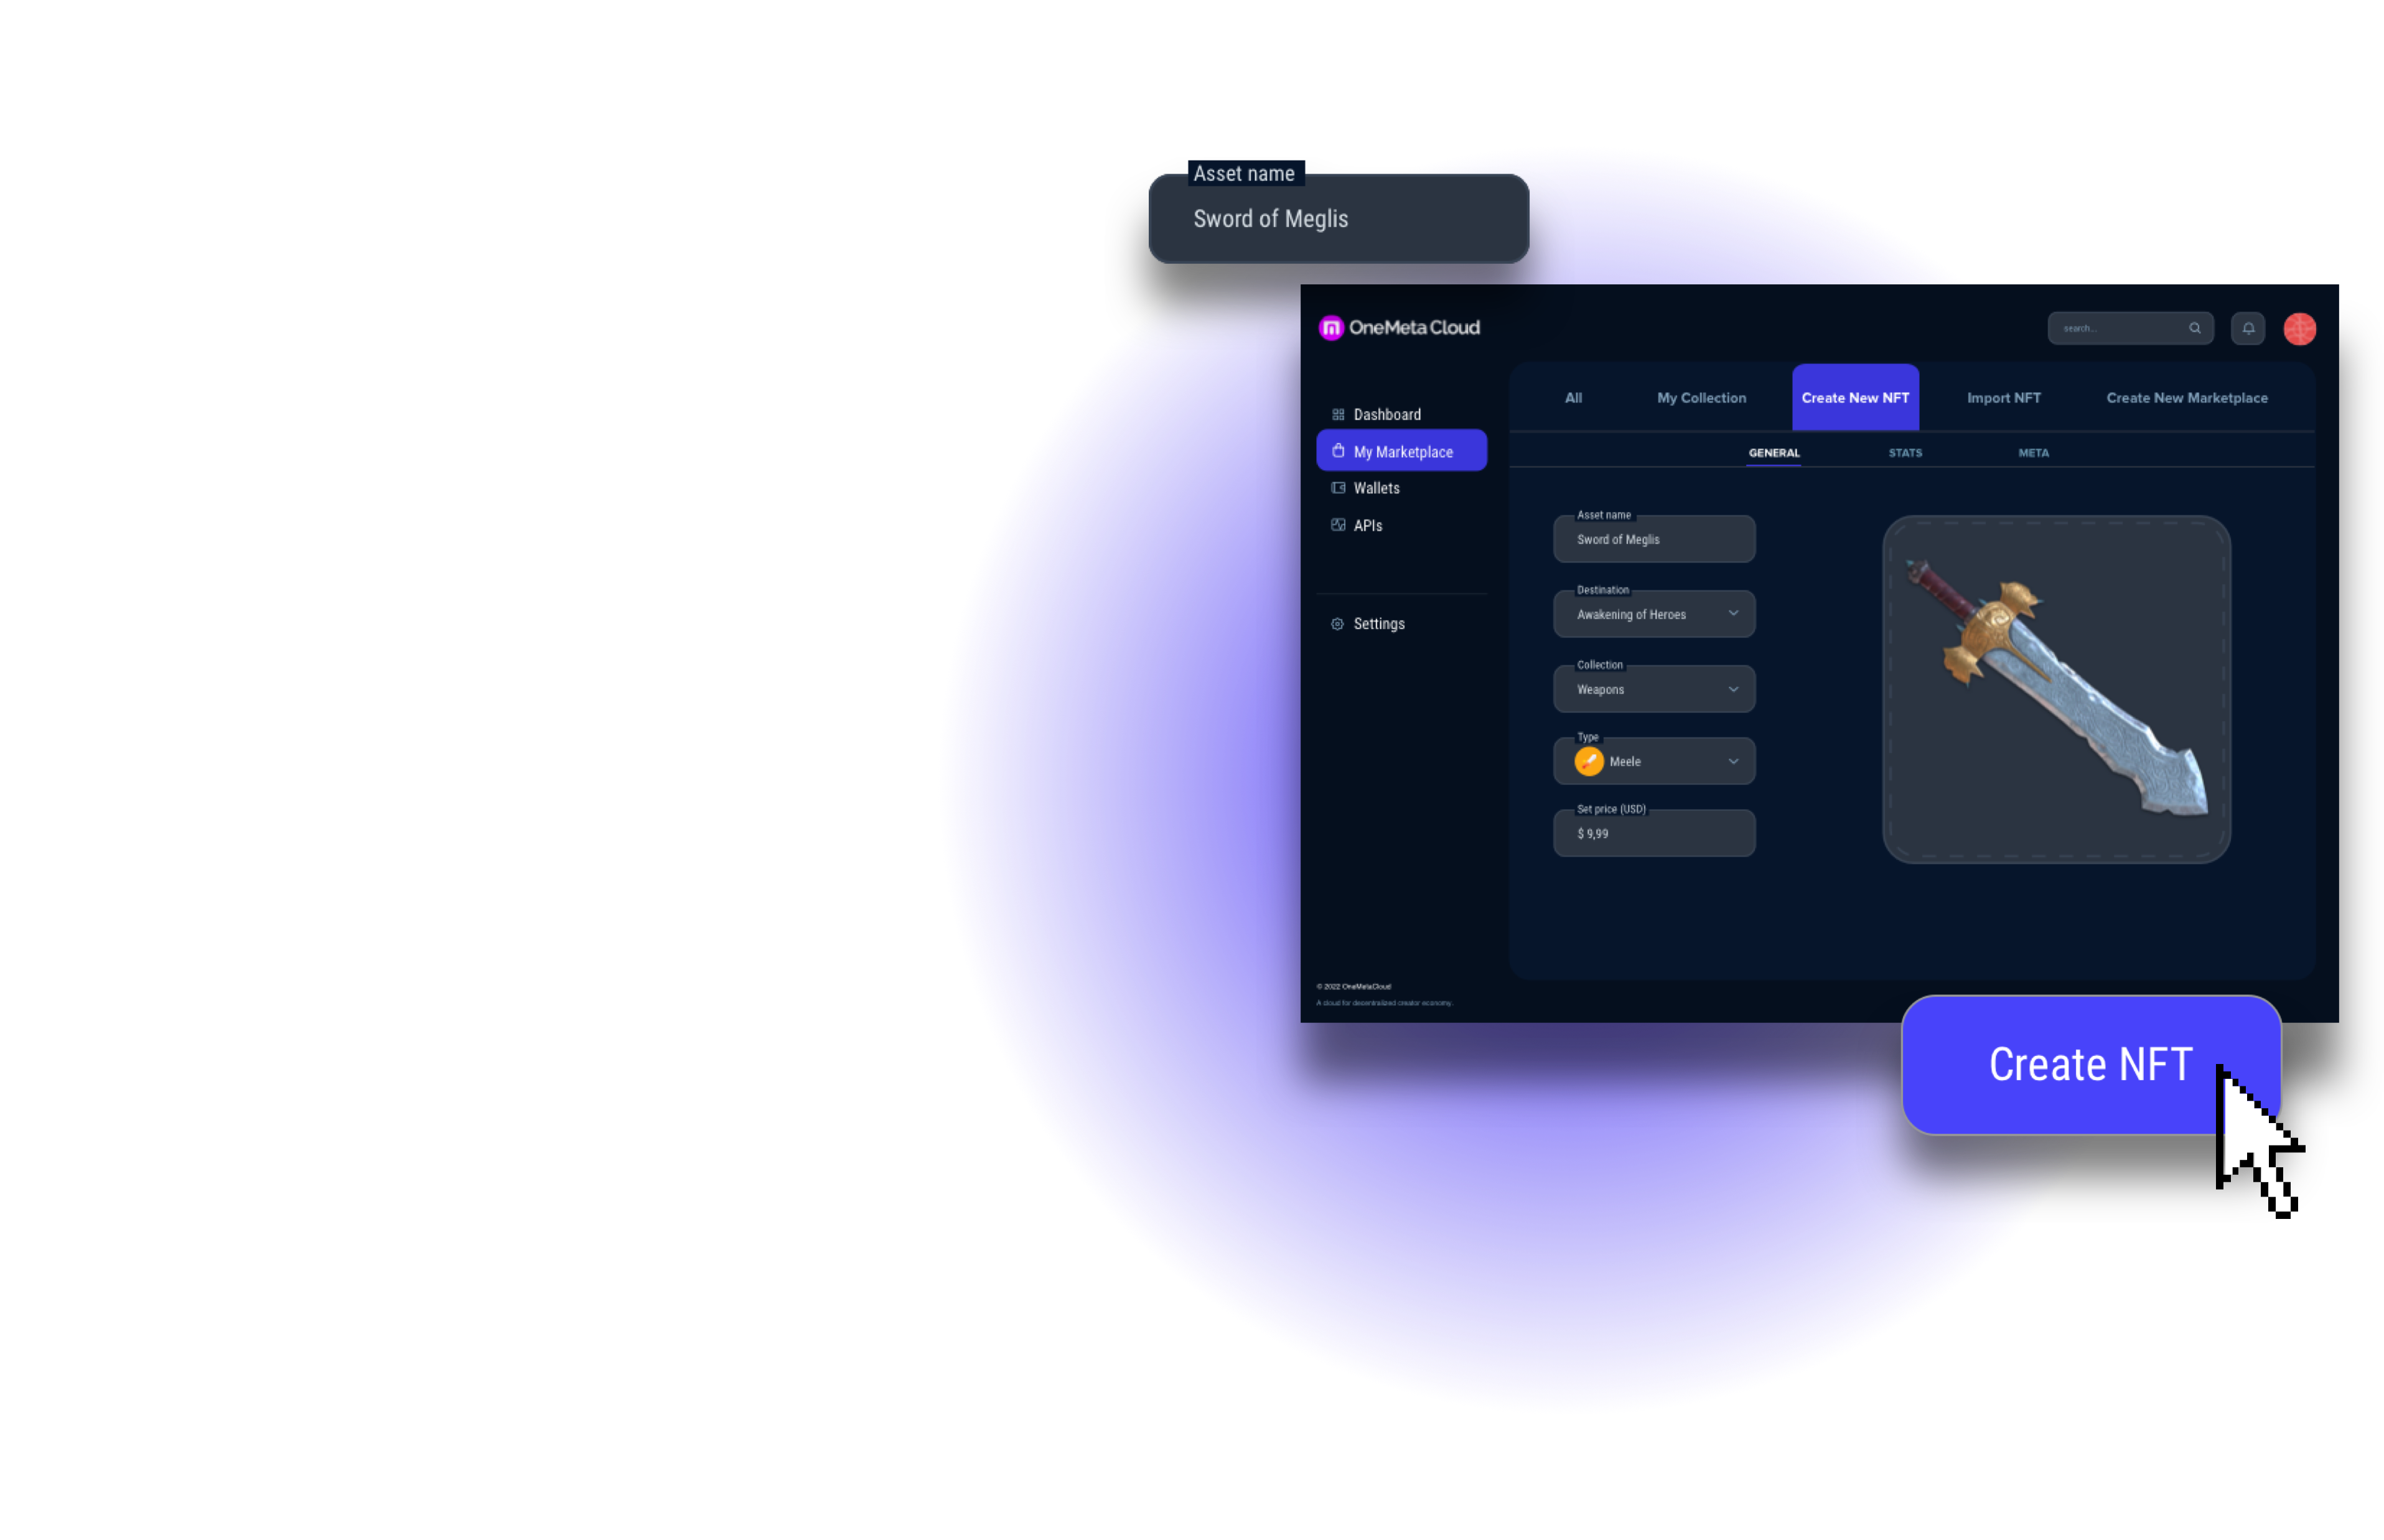 Asset name
Sword of Meglis
OneMeta Cloud
search...
Dashboard
My Marketplace
Wallets
APIs
Settings
All
My Collection
Create New NFT
Import NFT
Create New Marketplace
GENERAL
STATS
META
Asset name
Sword of Meglis
Destination
Awakening of Heroes
Collection
Weapons
Type
Meele
Set price (USD)
$ 9,99
© 2022 OneMetaCloud
A cloud for decentralized creator economy.
Create NFT